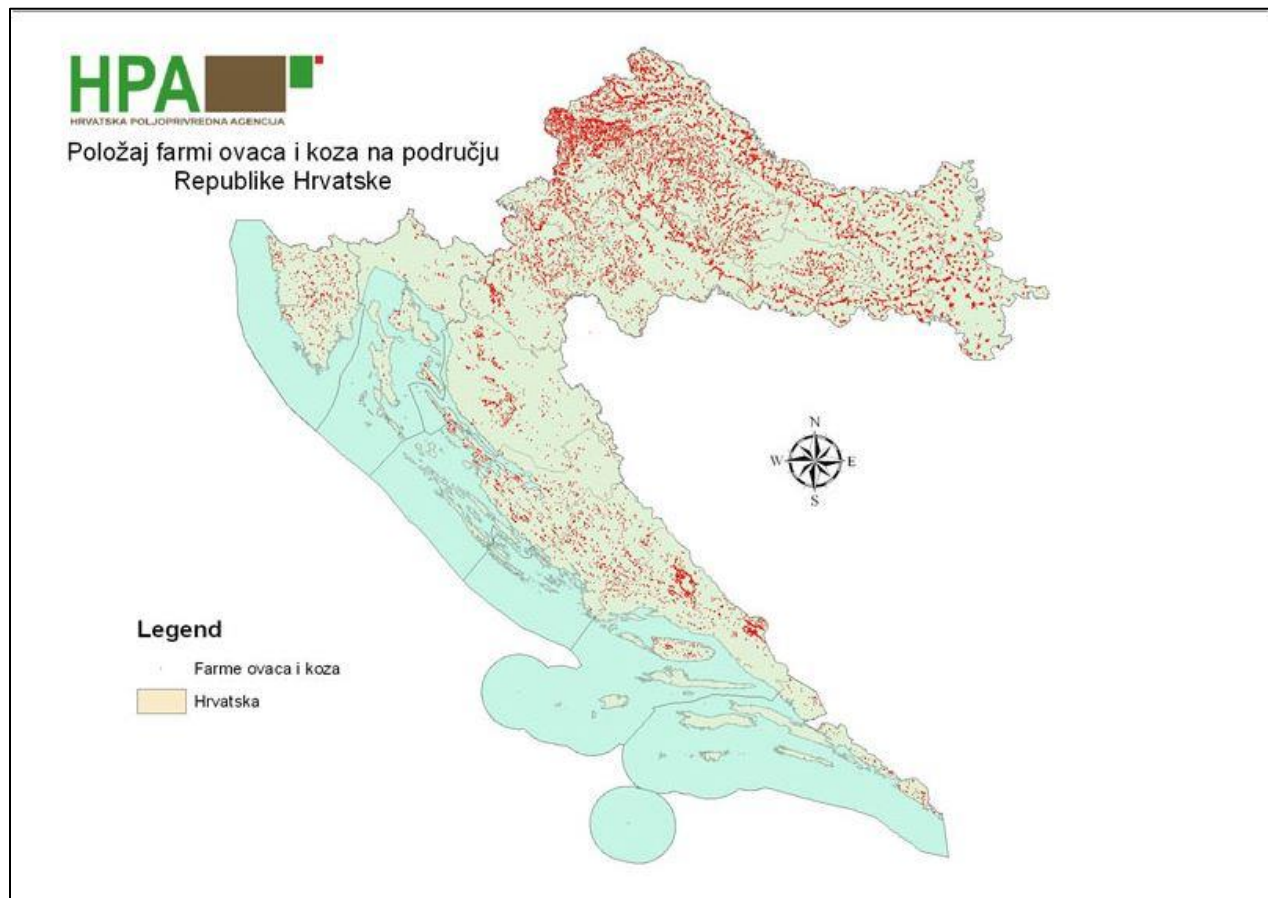 HPA
HRVATSKA POLJOPRIVREDNA AGENCIJA
Položaj farmi ovaca i koza na području
Republike Hrvatske
N
W E
S
Legend
Farme ovaca i koza
Hrvatska